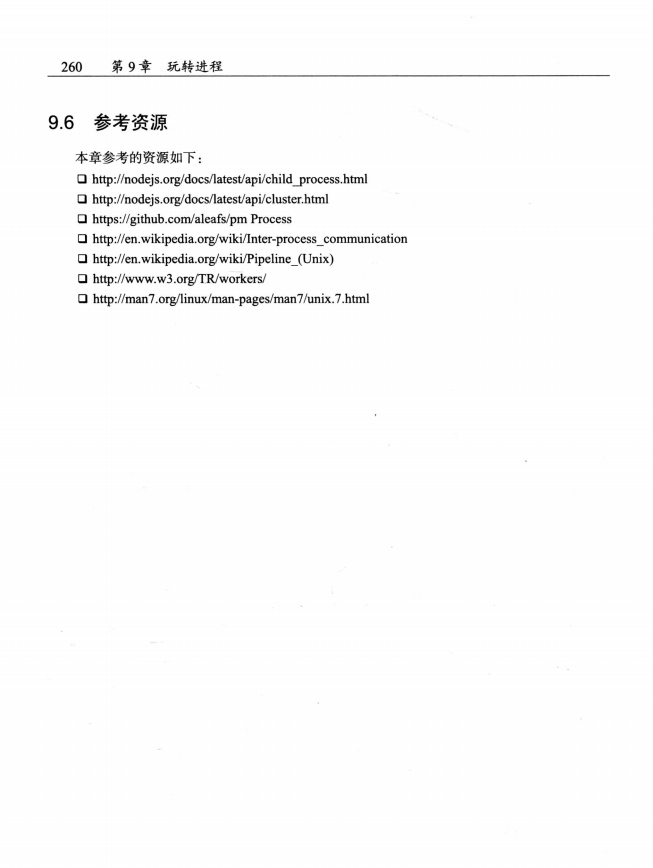 260 第9章 玩转进程
9.6 参考资源
本章参考的资源如下：
❑ http://nodejs.org/docs/latest/api/child_process.html
❑ http://nodejs.org/docs/latest/api/cluster.html
❑ https://github.com/aleafs/pm Process
❑ http://en.wikipedia.org/wiki/Inter-process_communication
❑ http://en.wikipedia.org/wiki/Pipeline_(Unix)
❑ http://www.w3.org/TR/workers/
❑ http://man7.org/linux/man-pages/man7/unix.7.html